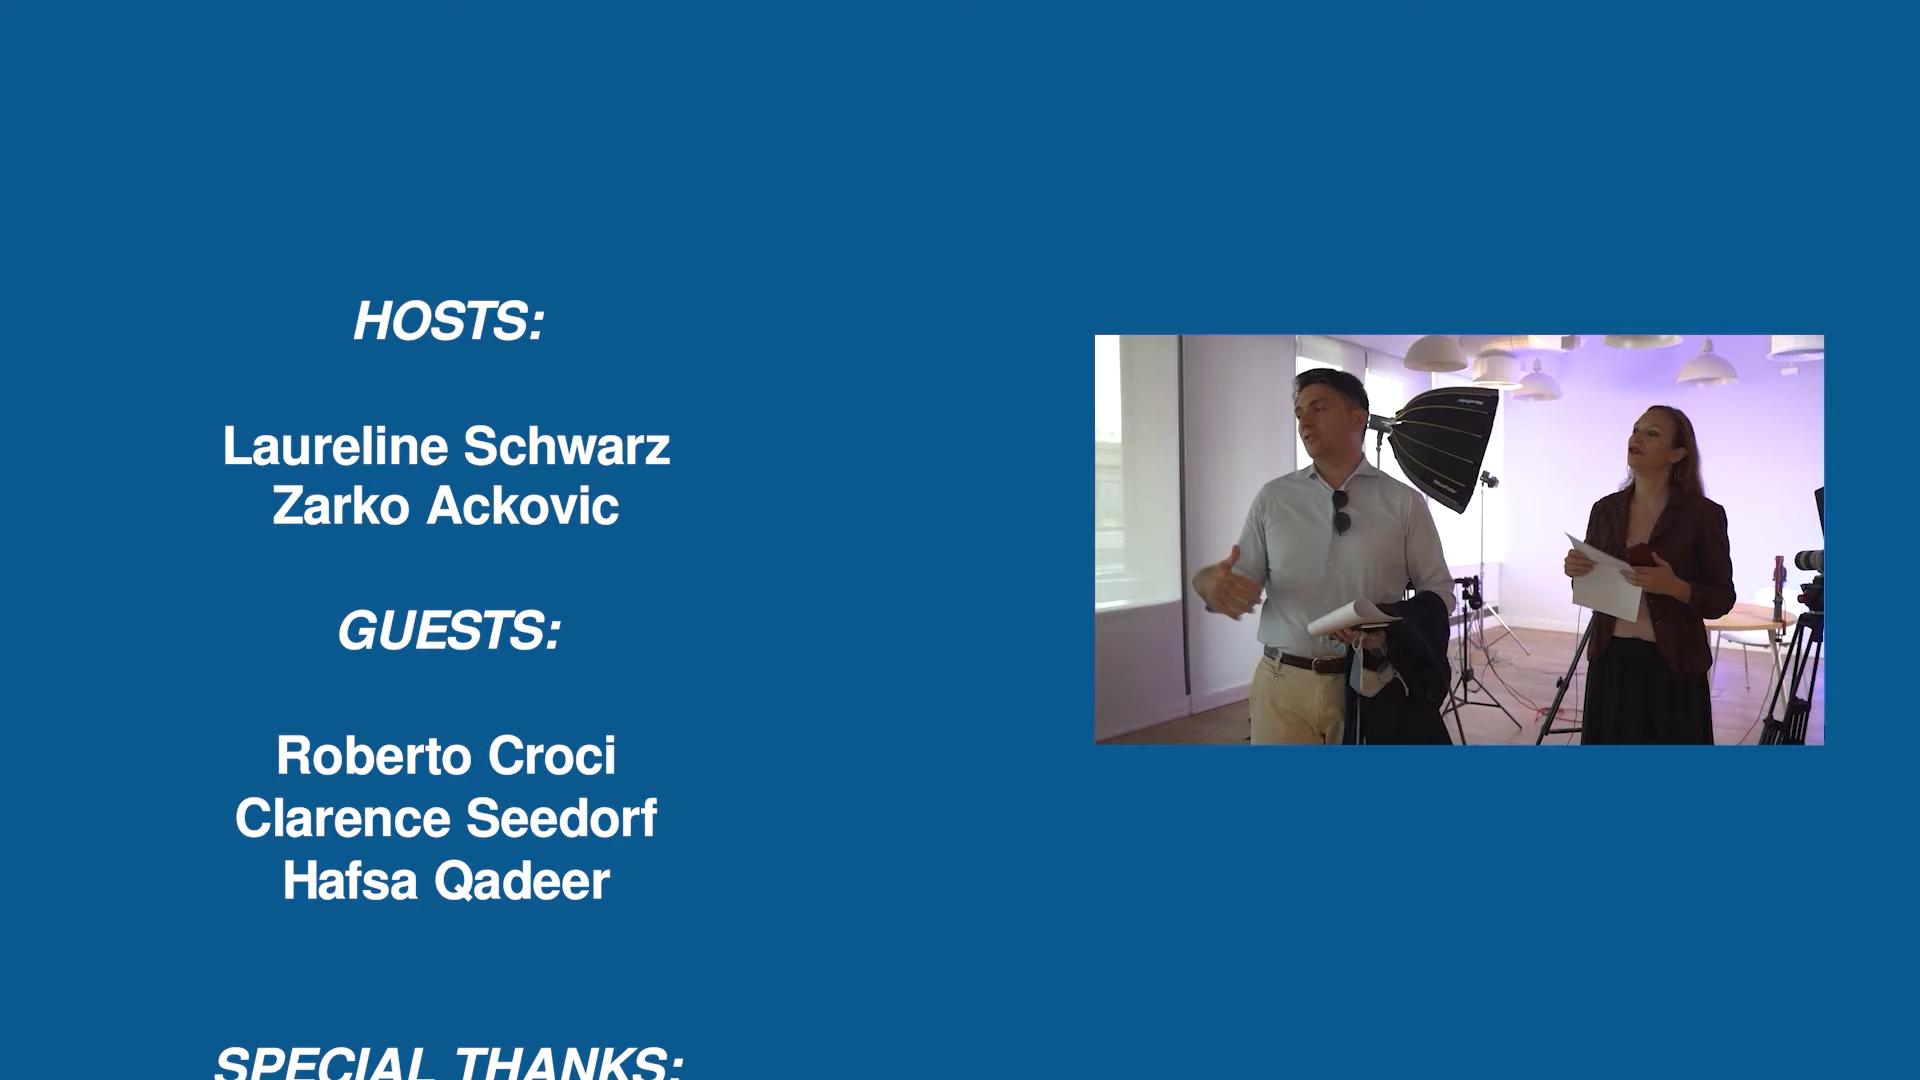 HOSTS:
Laureline Schwarz
Zarko Ackovic
GUESTS:
Roberto Croci
Clarence Seedorf
Hafsa Qadeer
SPECIAL THANKS: